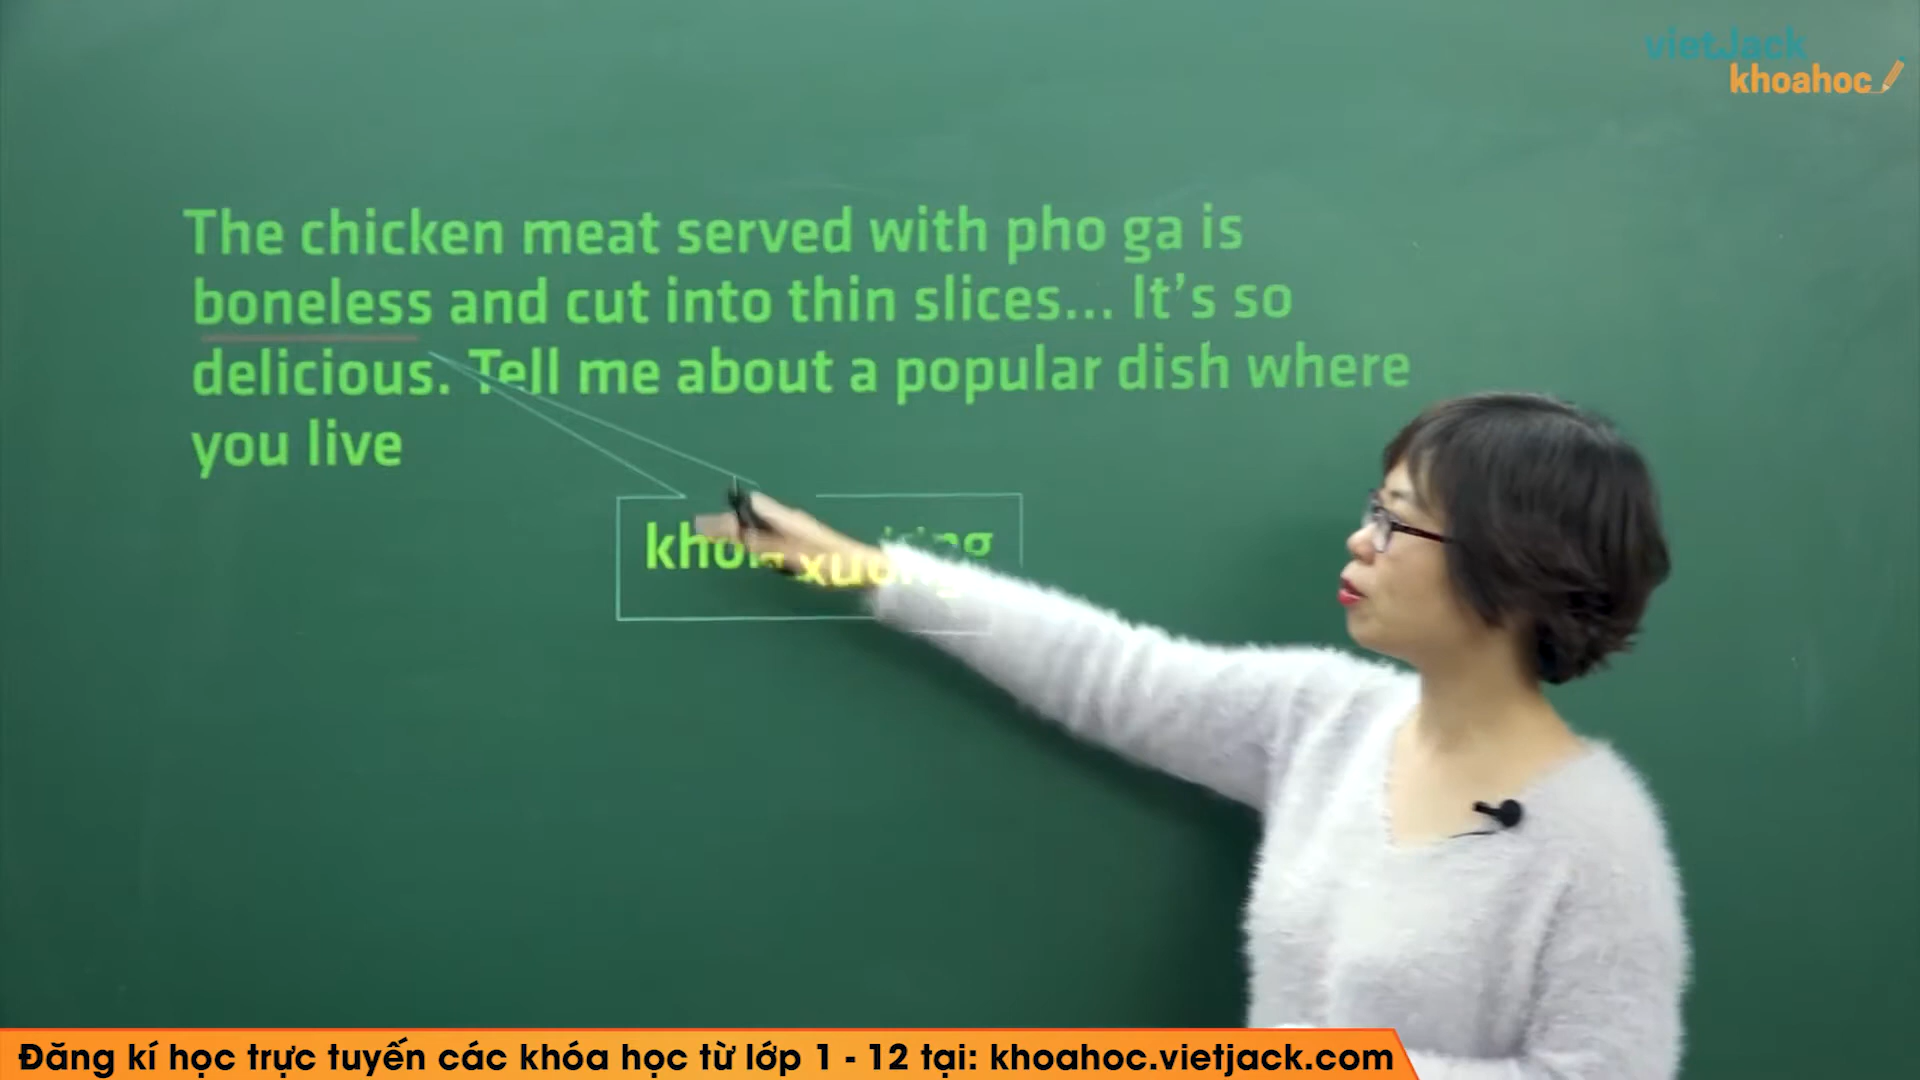 vietJack
khoahoc
The chicken meat served with pho ga is
boneless and cut into thin slices... It's so
delicious. Tell me about a popular dish where
you live
không xương
Đăng kí học trực tuyến các khóa học từ lớp 1 - 12 tại: khoahoc.vietjack.com